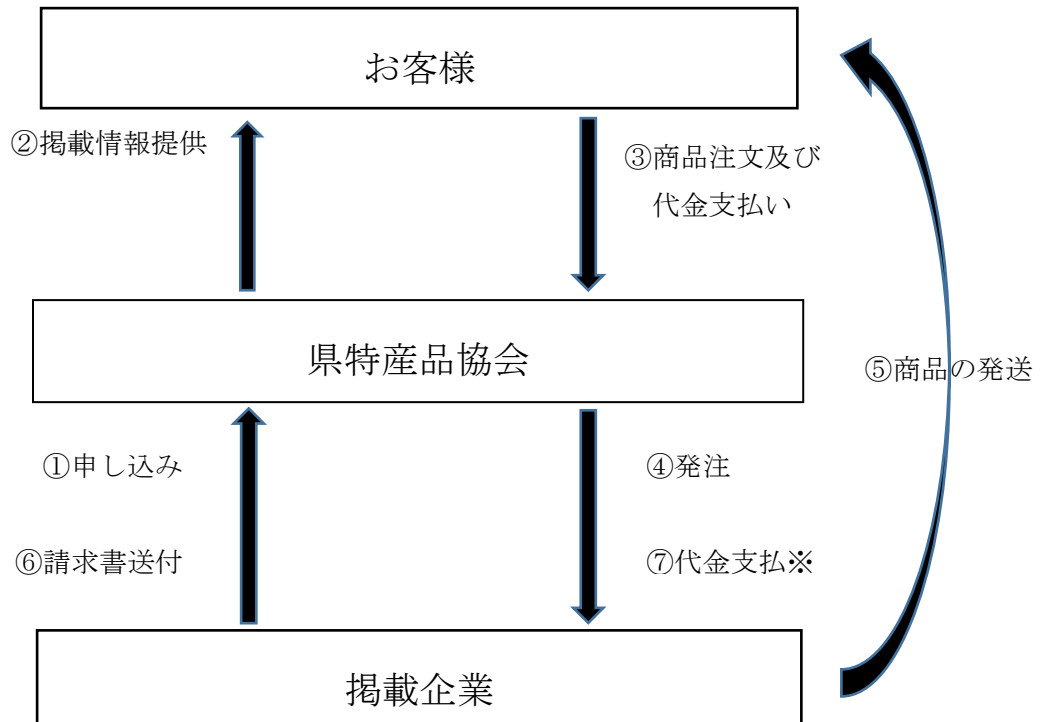 お客様
②掲載情報提供
③商品注文及び
代金支払い
県特産品協会
⑤商品の発送
①申し込み
④発注
⑥請求書送付
⑦代金支払※
掲載企業